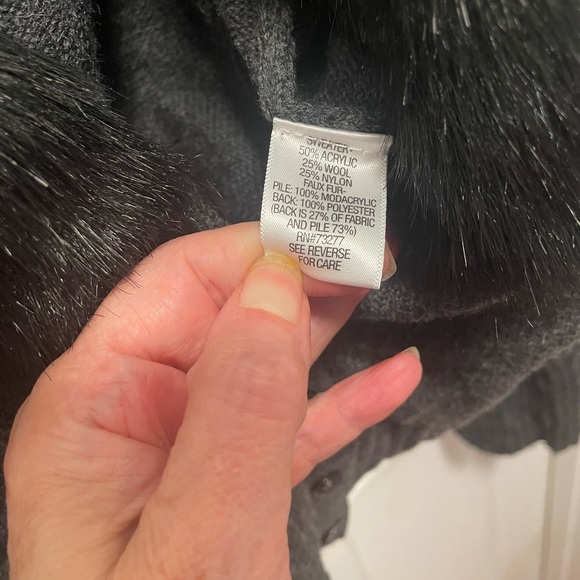 SWEATER-
50% ACRYLIC
25% WOOL
25% NYLON
FAUX FUR-
PILE: 100% MODACRYLIC
BACK: 100% POLYESTER
(BACK IS 27% OF FABRIC
AND PILE 73%)
RN#73277
SEE REVERSE
FOR CARE